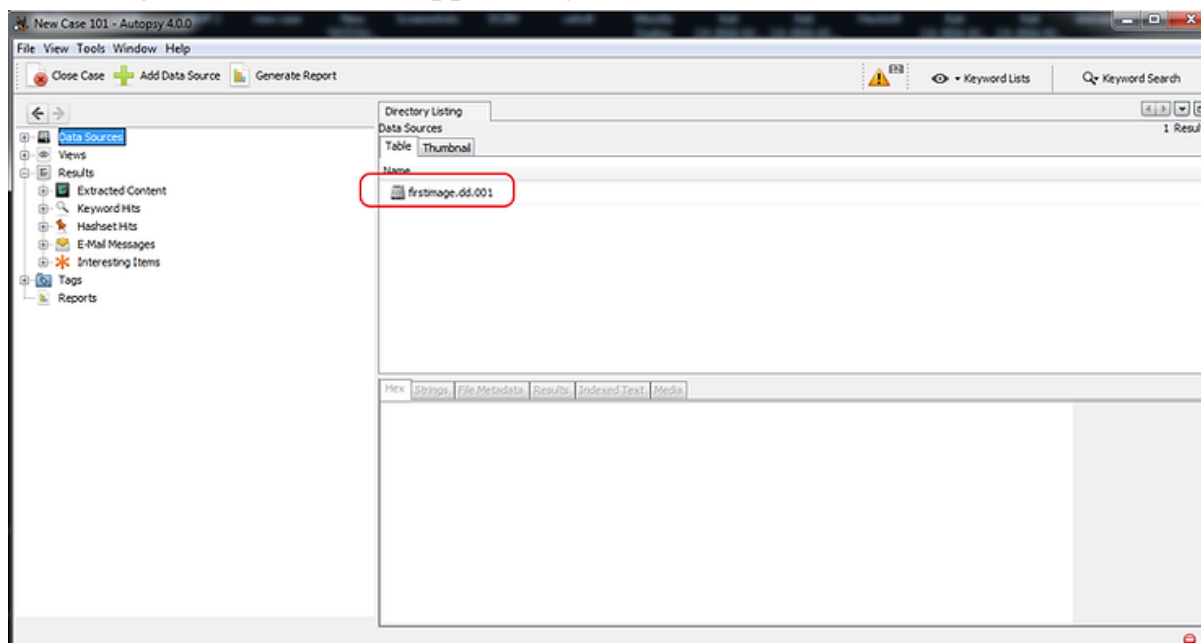 New Case 101 - Autopsy 4.0.0
File View Tools Window Help
Close Case Add Data Source Generate Report Keyword Lists Keyword Search
Directory Listing
Data Sources 1 Resul
Table Thumbnail
Name
firstimage.dd.001
Data Sources
Views
Results
Extracted Content
Keyword Hits
Hashset Hits
E-Mail Messages
Interesting Items
Tags
Reports
Hex Strings File Metadata Results Indexed Text Media